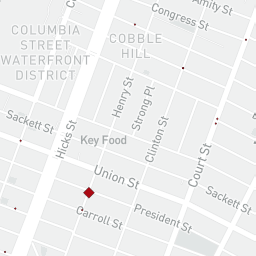 Amity St
Congress St
COLUMBIA
STREET
WATERFRONT
DISTRICT
COBBLE
HILL
Henry St
Strong Pl
Sackett St
Hicks St
Key Food
Clinton St
Court St
Union St
Sackett St
Carroll St
President St